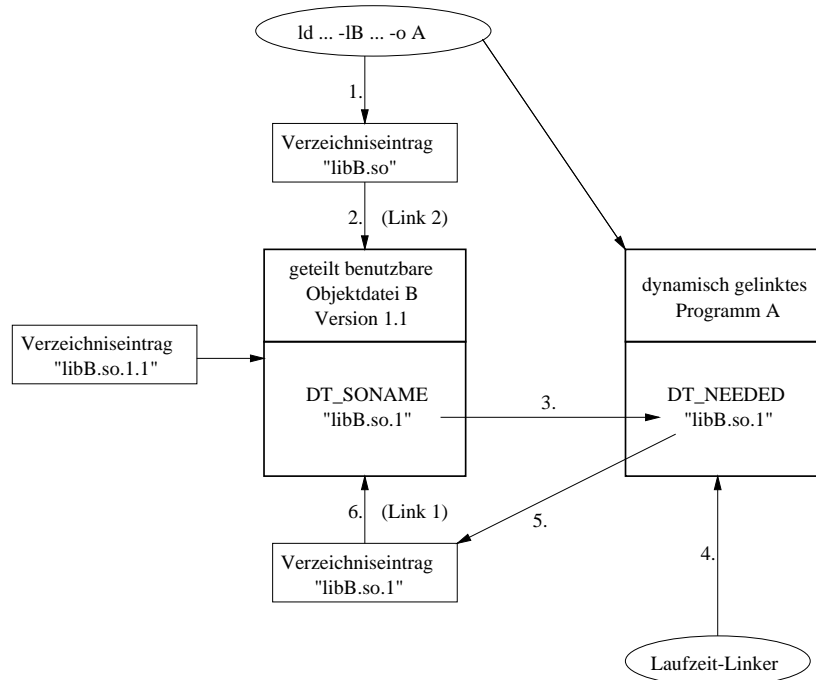 ld ... -lB ... -o A
1.
Verzeichniseintrag
"libB.so"
2. (Link 2)
geteilt benutzbare
Objektdatei B
Version 1.1
dynamisch gelinktes
Programm A
Verzeichniseintrag
"libB.so.1.1"
DT_SONAME
"libB.so.1"
3.
DT_NEEDED
"libB.so.1"
6. (Link 1)
5.
4.
Verzeichniseintrag
"libB.so.1"
Laufzeit-Linker